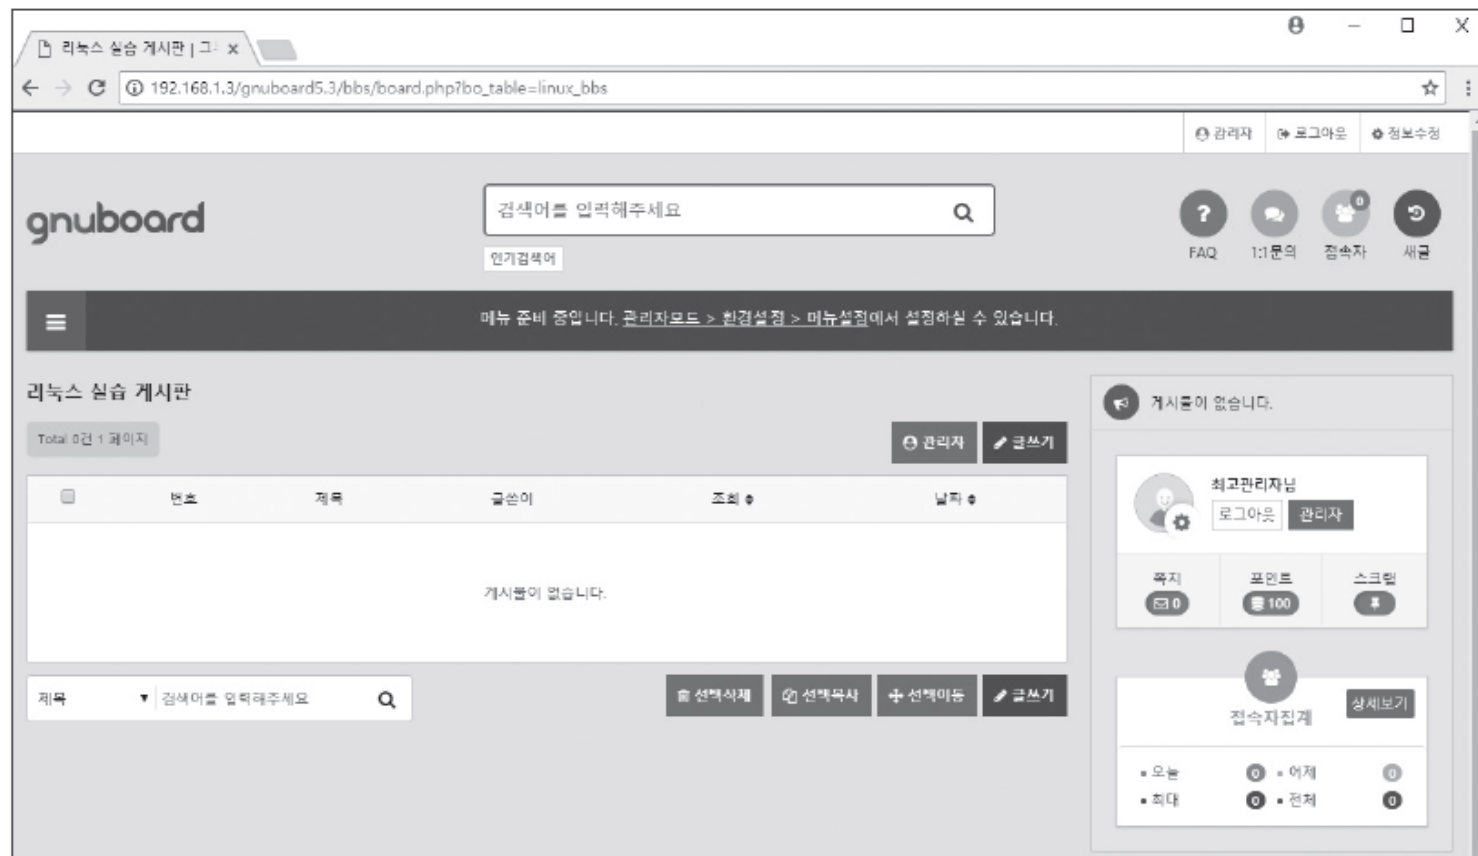 리눅스 실습 게시판 | 그
192.168.1.3/gnuboard5.3/bbs/board.php?bo_table=linux_bbs
관리자 로그아웃 정보수정
gnuboard
검색어를 입력해주세요
인기검색어
FAQ 1:1문의 접속자 0 새글
메뉴 준비 중입니다. 관리자모드 > 환경설정 > 메뉴설정에서 설정하실 수 있습니다.
리눅스 실습 게시판
Total 0건 1 페이지
관리자 글쓰기
번호 제목 글쓴이 조회 날짜
게시물이 없습니다.
제목 검색어를 입력해주세요
선택삭제 선택복사 선택이동 글쓰기
게시물이 없습니다.
최고관리자님
로그아웃 관리자
쪽지 포인트 스크랩
0 100
접속자집계 상세보기
오늘 0 어제 0
최대 0 전체 0